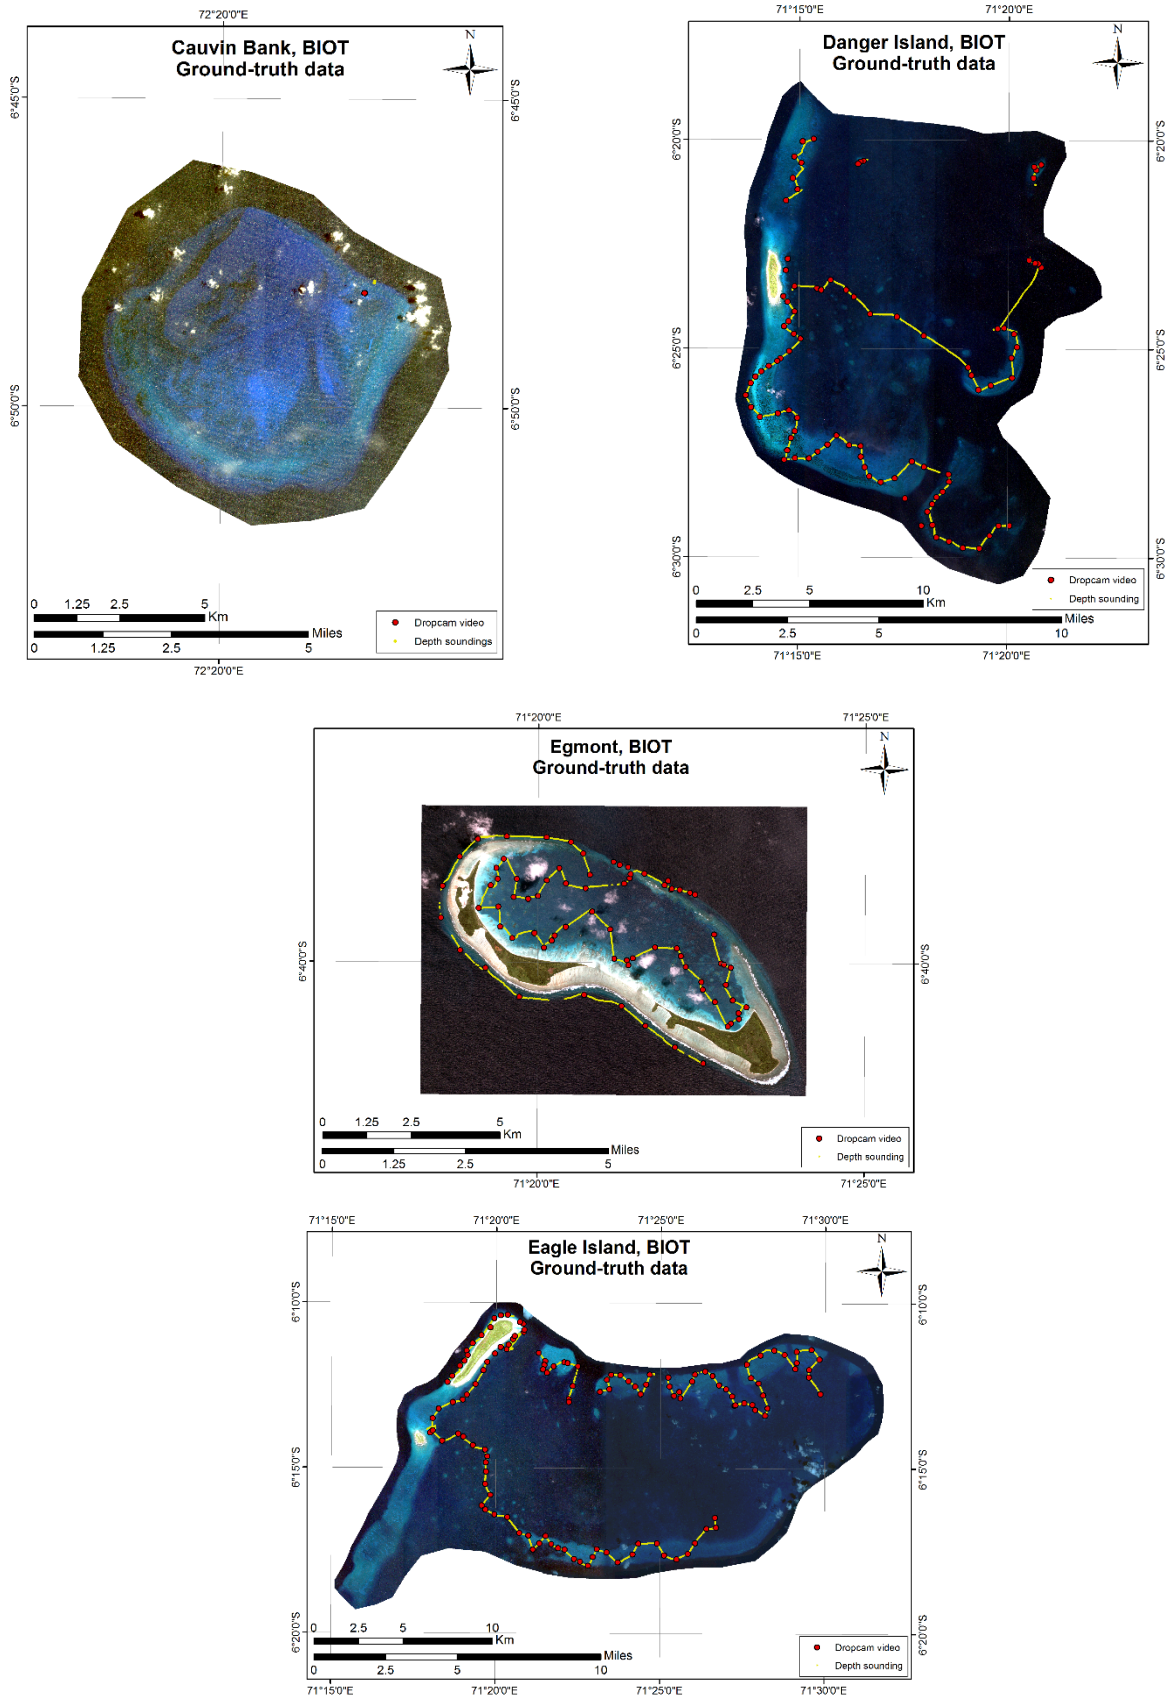 72°20'0"E
Cauvin Bank, BIOT
Ground-truth data
N
6°45'0"S
6°45'0"S
6°50'0"S
6°50'0"S
0 1.25 2.5 5
Km
Miles
0 1.25 2.5 5
Dropcam video
Depth soundings
72°20'0"E
71°15'0"E 71°20'0"E
Danger Island, BIOT
Ground-truth data
N
6°20'0"S
6°20'0"S
6°25'0"S
6°25'0"S
6°30'0"S
6°30'0"S
0 2.5 5 10
Km
Miles
0 2.5 5 10
Dropcam video
Depth sounding
71°15'0"E 71°20'0"E
71°20'0"E 71°25'0"E
Egmont, BIOT
Ground-truth data
N
6°40'0"S
6°40'0"S
0 1.25 2.5 5
Km
Miles
0 1.25 2.5 5
Dropcam video
Depth sounding
71°20'0"E 71°25'0"E
71°15'0"E 71°20'0"E 71°25'0"E 71°30'0"E
Eagle Island, BIOT
Ground-truth data
N
6°10'0"S
6°10'0"S
6°15'0"S
6°15'0"S
6°20'0"S
6°20'0"S
0 2.5 5 10
Km
Miles
0 2.5 5 10
Dropcam video
Depth sounding
71°15'0"E 71°20'0"E 71°25'0"E 71°30'0"E